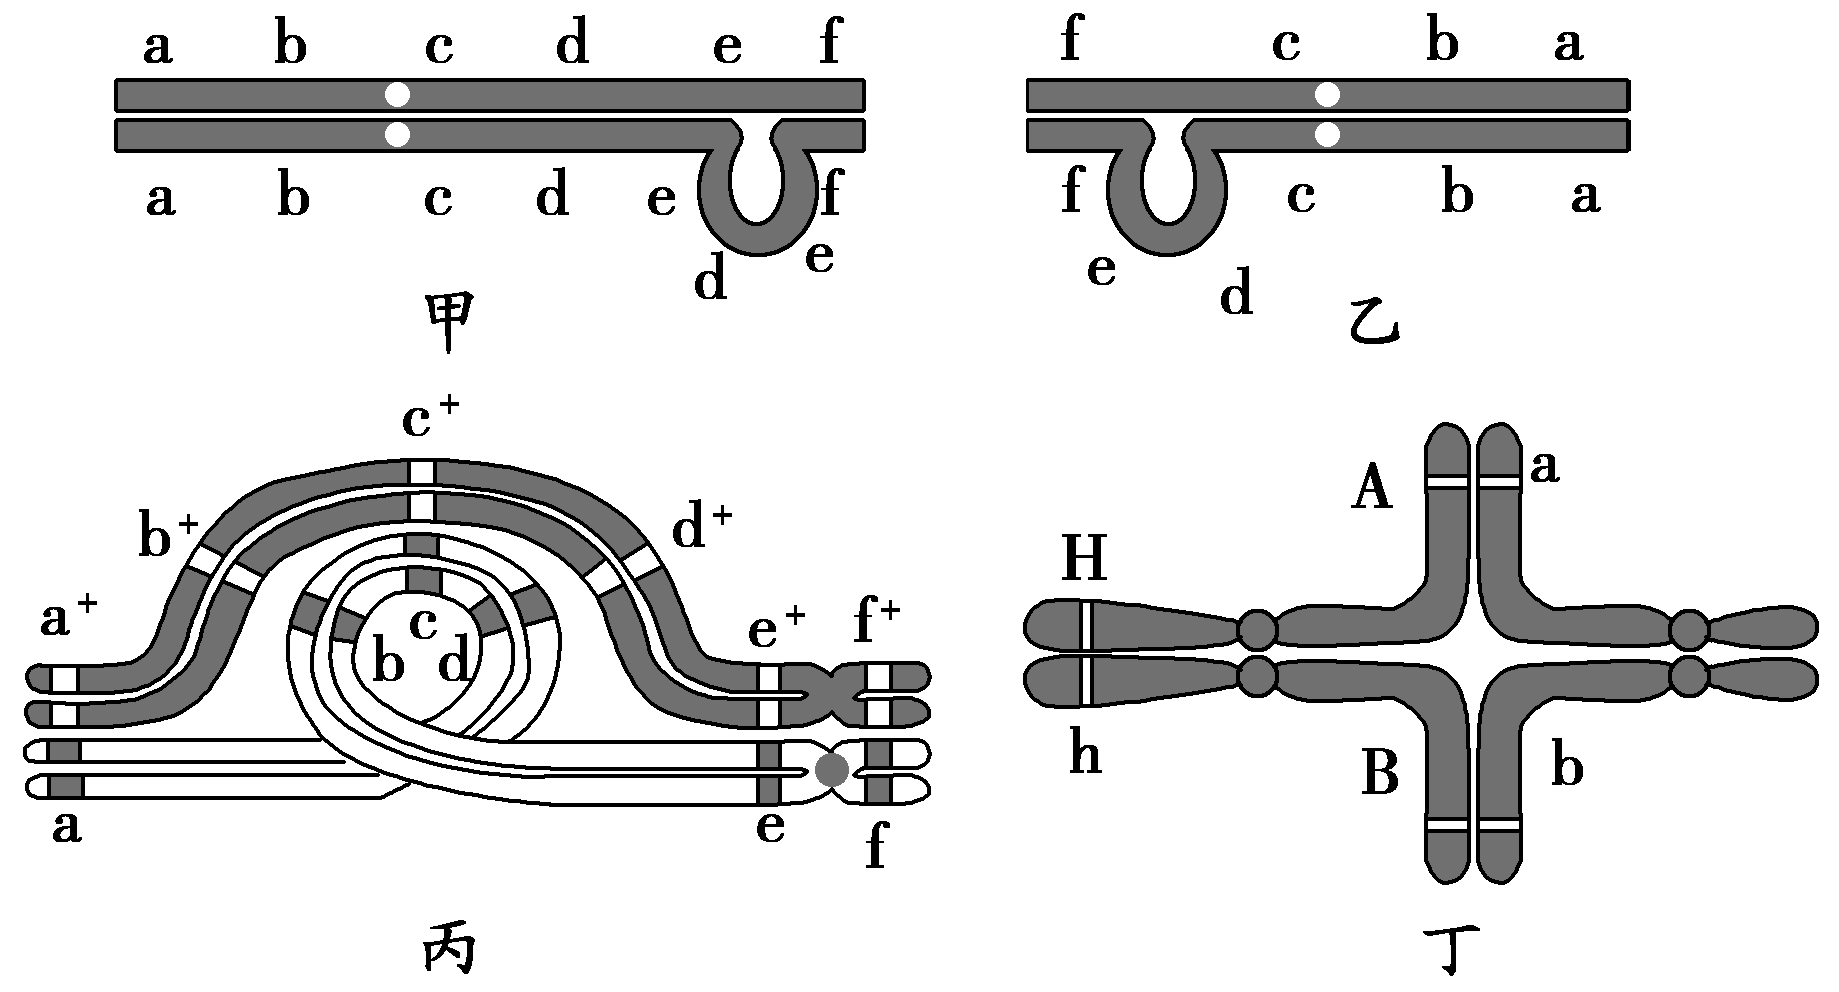 a b c d e f
f c b a
a b c d e f
d e
f c b a
e d
甲
乙
c⁺
b⁺
d⁺
a⁺
e⁺
f⁺
b c d
a
e
f
丙
A
a
H
h
B
b
丁